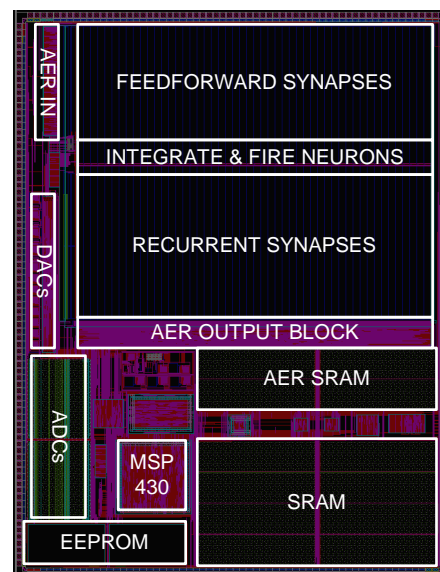 AER IN
FEEDFORWARD SYNAPSES
INTEGRATE & FIRE NEURONS
DACs
RECURRENT SYNAPSES
AER OUTPUT BLOCK
ADCs
AER SRAM
MSP
430
SRAM
EEPROM